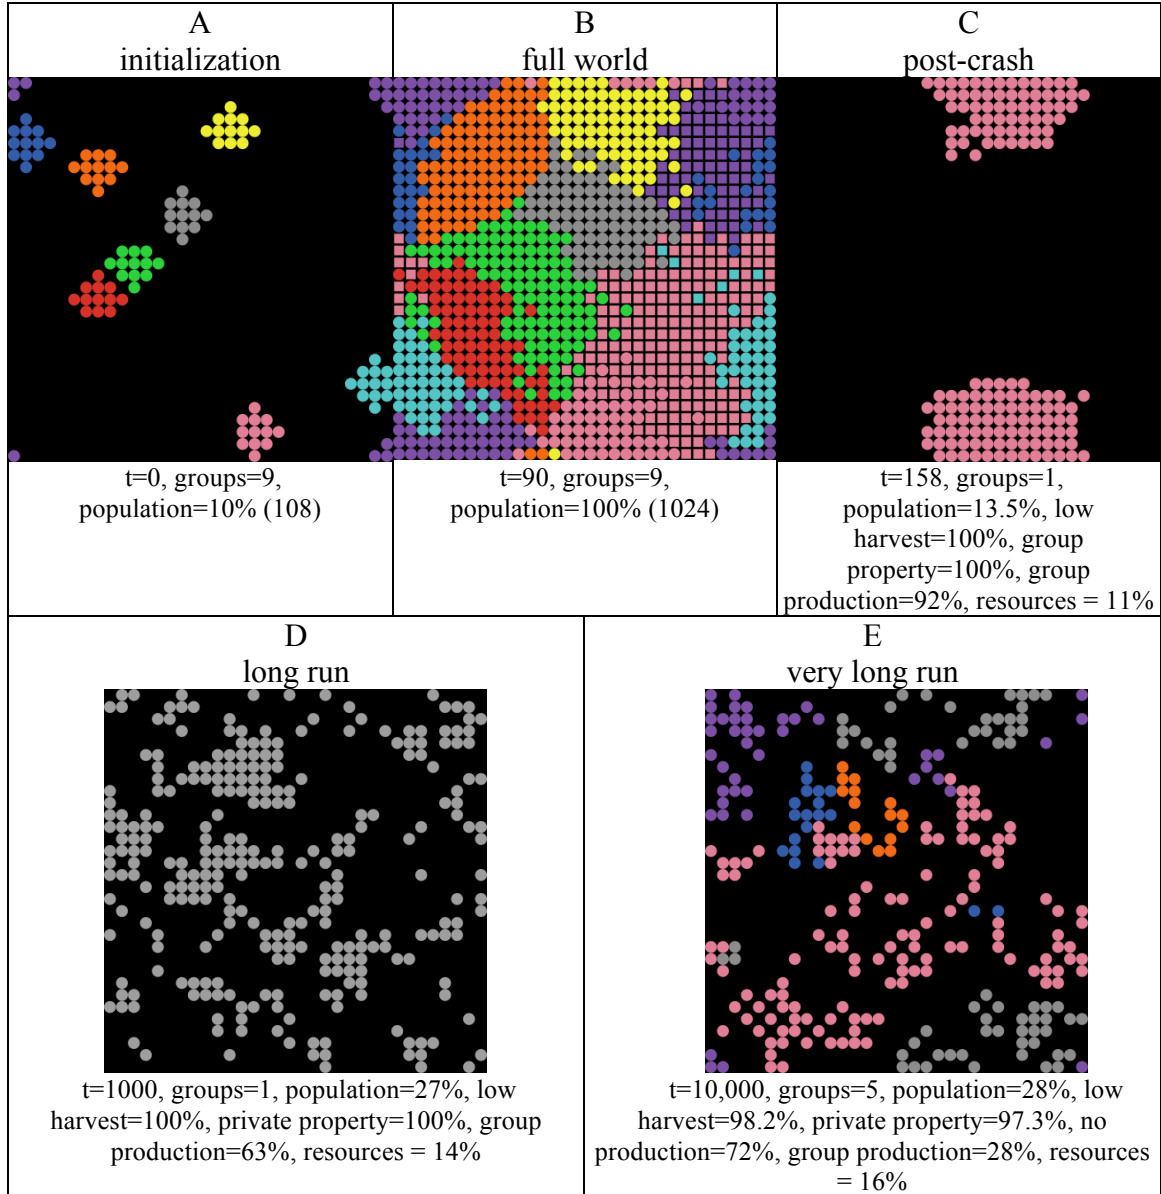 A
initialization
B
full world
C
post-crash
t=0, groups=9,
population=10% (108)
t=90, groups=9,
population=100% (1024)
t=158, groups=1,
population=13.5%, low
harvest=100%, group
property=100%, group
production=92%, resources = 11%
D
long run
E
very long run
t=1000, groups=1, population=27%, low
harvest=100%, private property=100%, group
production=63%, resources = 14%
t=10,000, groups=5, population=28%, low
harvest=98.2%, private property=97.3%, no
production=72%, group production=28%, resources
= 16%